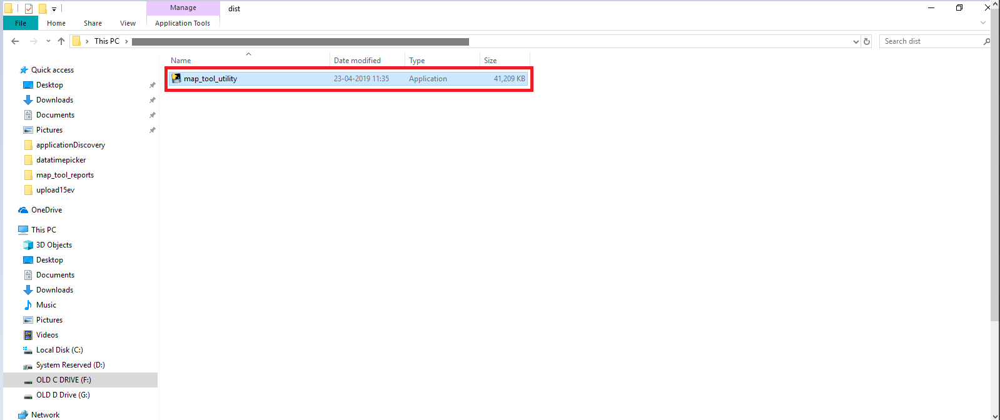 Manage dist
File Home Share View Application Tools
This PC Search dist
Name Date modified Type Size
map_tool_utility 23-04-2019 11:35 Application 41,209 KB
Quick access
Desktop
Downloads
Documents
Pictures
applicationDiscovery
datatimepicker
map_tool_reports
upload15ev
OneDrive
This PC
3D Objects
Desktop
Documents
Downloads
Music
Pictures
Videos
Local Disk (C:)
System Reserved (D:)
OLD C DRIVE (F:)
OLD D Drive (G:)
Network